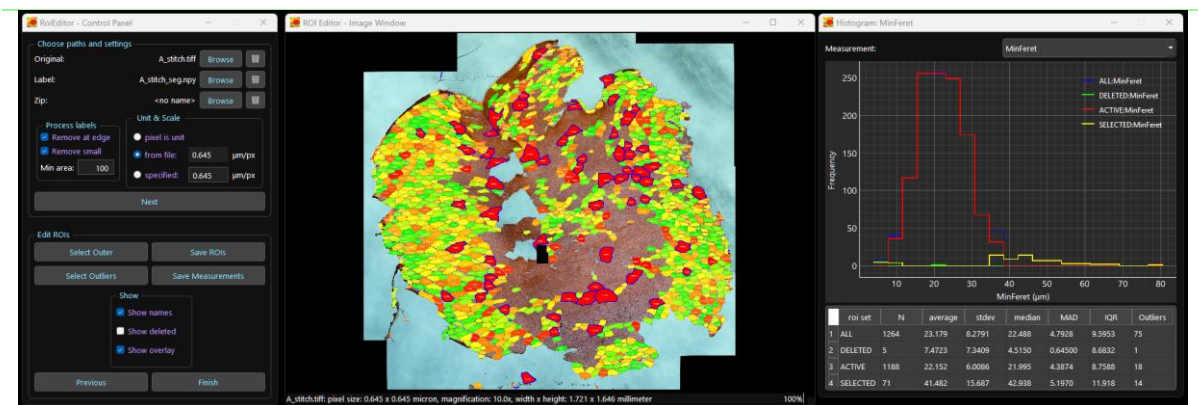 RoiEditor - Control Panel
Choose paths and settings
Original: A_stitch.tiff Browse
Label: A_stitch_seg.npy Browse
Zip: <no name> Browse
Process labels
Remove at edge
Remove small
Min area: 100
Unit & Scale
pixel is unit
from file: 0.645 µm/px
specified: 0.645 µm/px
Next
Edit ROIs
Select Outer Save ROIs
Select Outliers Save Measurements
Show
Show names
Show deleted
Show overlay
Previous Finish
ROI Editor - Image Window
A_stitch.tiff: pixel size: 0.645 x 0.645 micron, magnification: 10.0x, width x height: 1.721 x 1.646 millimeter 100%
Histogram: MinFeret
Measurement: MinFeret
ALL:MinFeret
DELETED:MinFeret
ACTIVE:MinFeret
SELECTED:MinFeret
Frequency
250
200
150
100
50
0
10 20 30 40 50 60 70 80
MinFeret (µm)
roi set N average stdev median MAD IQR Outliers
1 ALL 1264 23.179 8.2791 22.488 4.7928 9.5953 75
2 DELETED 5 7.4723 7.3409 4.5150 0.64500 8.6832 1
3 ACTIVE 1188 22.152 6.0086 21.995 4.3874 8.7588 18
4 SELECTED 71 41.482 15.687 42.938 5.1970 11.918 14